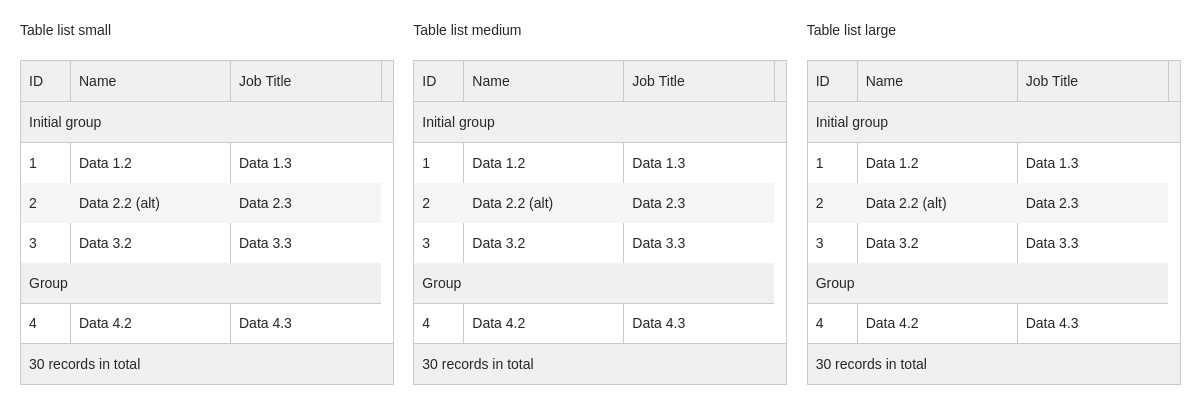 Table list small
ID Name Job Title
Initial group
1 Data 1.2 Data 1.3
2 Data 2.2 (alt) Data 2.3
3 Data 3.2 Data 3.3
Group
4 Data 4.2 Data 4.3
30 records in total
Table list medium
ID Name Job Title
Initial group
1 Data 1.2 Data 1.3
2 Data 2.2 (alt) Data 2.3
3 Data 3.2 Data 3.3
Group
4 Data 4.2 Data 4.3
30 records in total
Table list large
ID Name Job Title
Initial group
1 Data 1.2 Data 1.3
2 Data 2.2 (alt) Data 2.3
3 Data 3.2 Data 3.3
Group
4 Data 4.2 Data 4.3
30 records in total